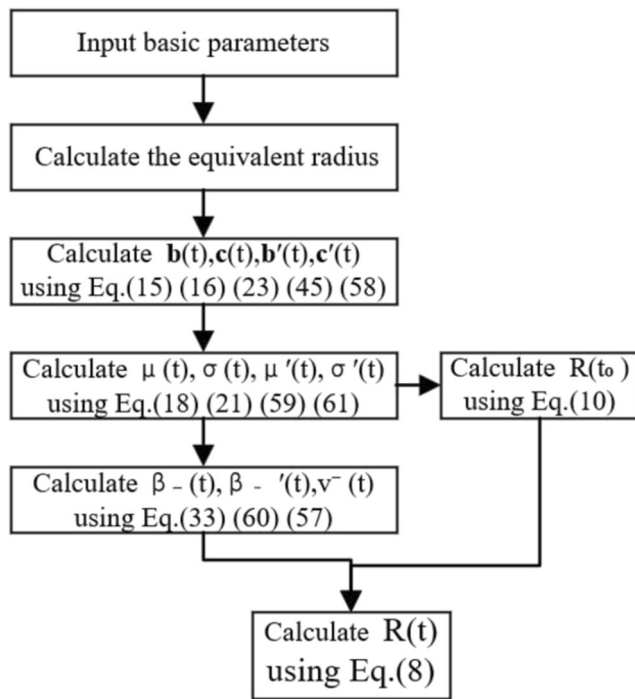 Input basic parameters
Calculate the equivalent radius
Calculate b(t),c(t),b′(t),c′(t)
using Eq.(15) (16) (23) (45) (58)
Calculate μ(t), σ(t), μ′(t), σ′(t)
using Eq.(18) (21) (59) (61)
Calculate R(t₀)
using Eq.(10)
Calculate β₋(t), β₋′(t),v⁻(t)
using Eq.(33) (60) (57)
Calculate R(t)
using Eq.(8)